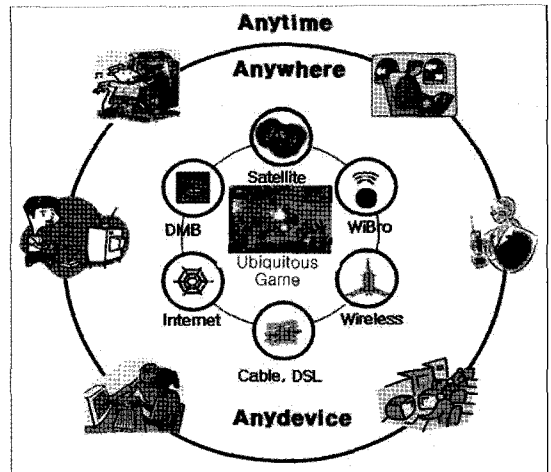 Anytime
Anywhere
Satellite
DMB
WiBro
Ubiquitous
Game
Internet
Wireless
Cable, DSL
Anydevice